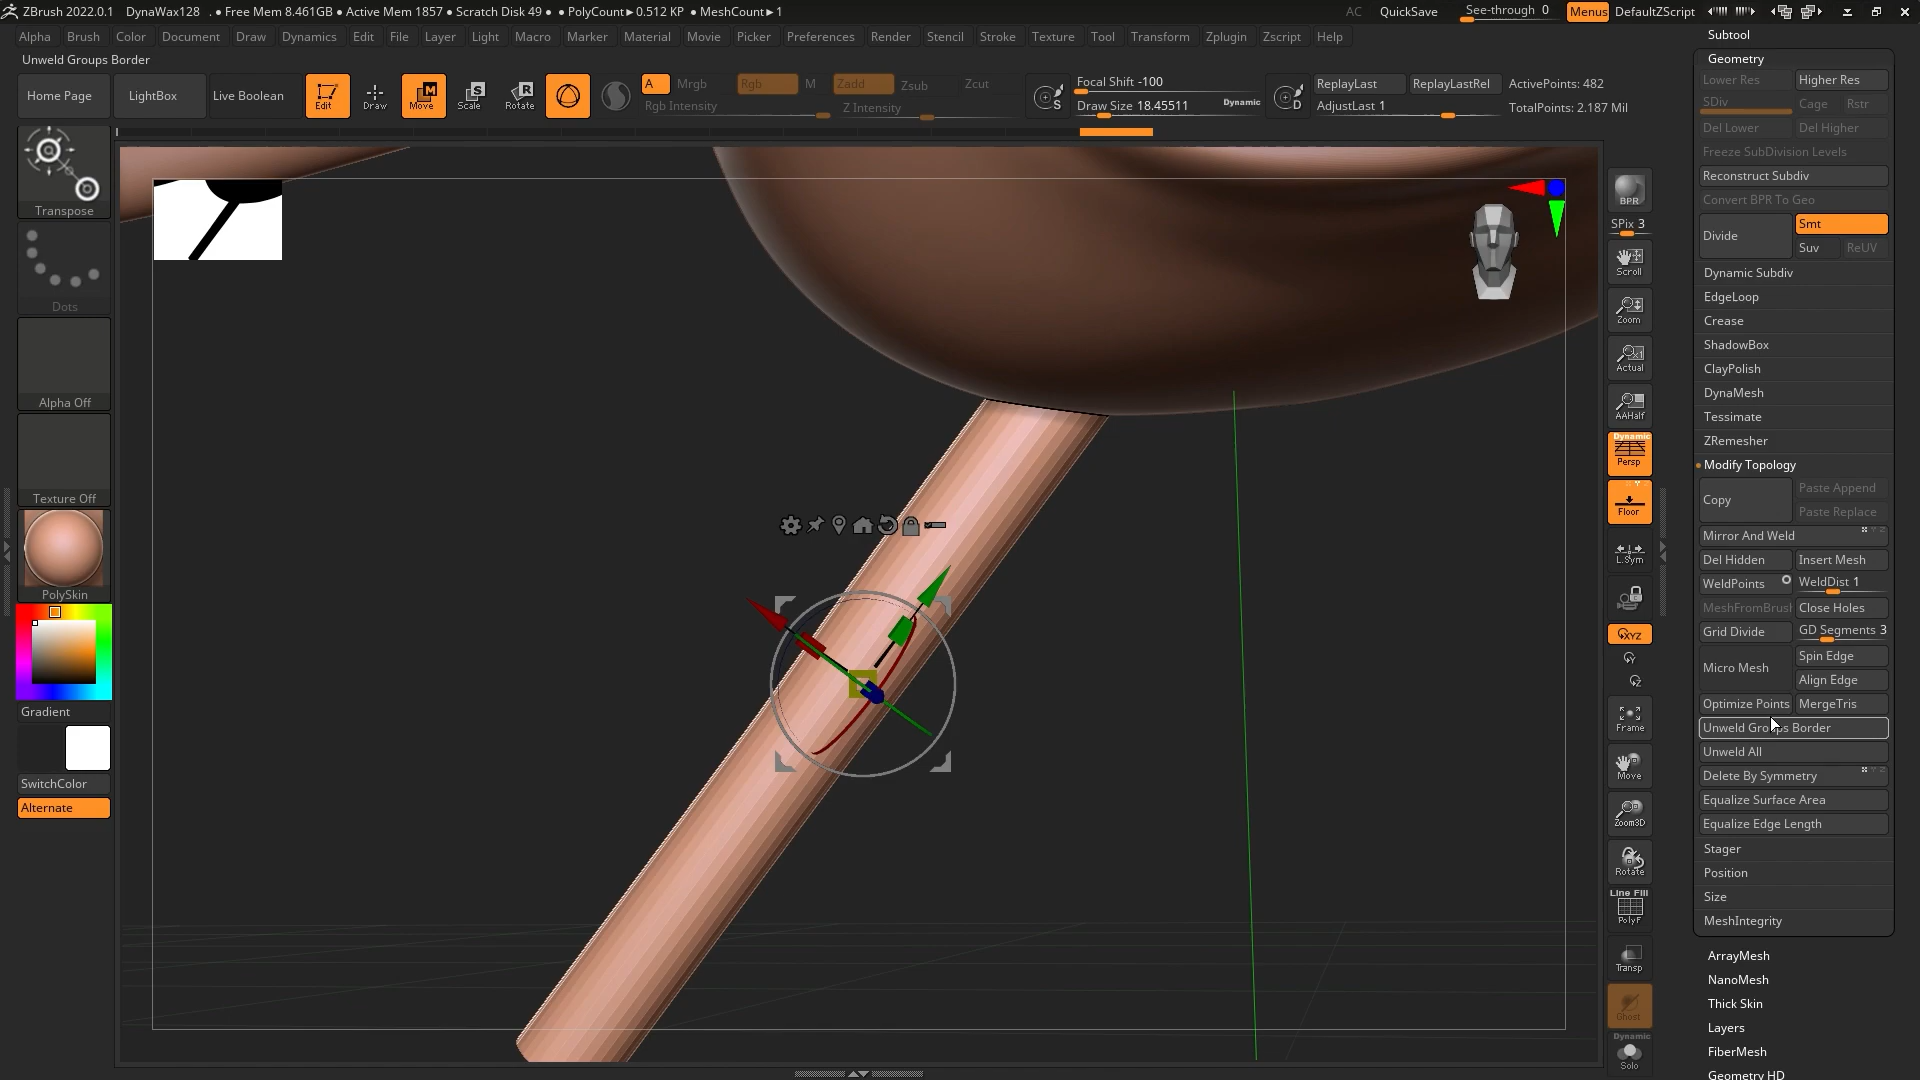 ZBrush 2022.0.1 DynaWax128 . ● Free Mem 8.461GB ● Active Mem 1857 ● Scratch Disk 49 ● ● PolyCount►0.512 KP ● MeshCount►1 AC QuickSave See-through 0 Menus DefaultZScript
Alpha Brush Color Document Draw Dynamics Edit File Layer Light Macro Marker Material Movie Picker Preferences Render Stencil Stroke Texture Tool Transform Zplugin Zscript Help
Unweld Groups Border
Home Page LightBox Live Boolean Edit Draw Move Scale Rotate
A Mrgb Rgb M Zadd Zsub Zcut
Rgb Intensity Z Intensity
Focal Shift -100
Draw Size 18.45511 Dynamic
ReplayLast ReplayLastRel ActivePoints: 482
AdjustLast 1 TotalPoints: 2.187 Mil
Transpose
Dots
Alpha Off
Texture Off
PolySkin
Gradient
SwitchColor
Alternate
BPR
SPix 3
Scroll
Zoom
Actual
AAHalf
Dynamic
Persp
Floor
L.Sym
XYZ
Y
Z
Frame
Move
Zoom3D
Rotate
Line Fill
PolyF
Transp
Ghost
Dynamic
Solo
Subtool
Geometry
Lower Res Higher Res
SDiv Cage Rstr
Del Lower Del Higher
Freeze SubDivision Levels
Reconstruct Subdiv
Convert BPR To Geo
Divide Smt
Suv ReUV
Dynamic Subdiv
EdgeLoop
Crease
ShadowBox
ClayPolish
DynaMesh
Tessimate
ZRemesher
Modify Topology
Copy Paste Append
Paste Replace
Mirror And Weld
Del Hidden Insert Mesh
WeldPoints WeldDist 1
MeshFromBrush Close Holes
Grid Divide GD Segments 3
Micro Mesh Spin Edge
Align Edge
Optimize Points MergeTris
Unweld Groups Border
Unweld All
Delete By Symmetry
Equalize Surface Area
Equalize Edge Length
Stager
Position
Size
MeshIntegrity
ArrayMesh
NanoMesh
Thick Skin
Layers
FiberMesh
Geometry HD